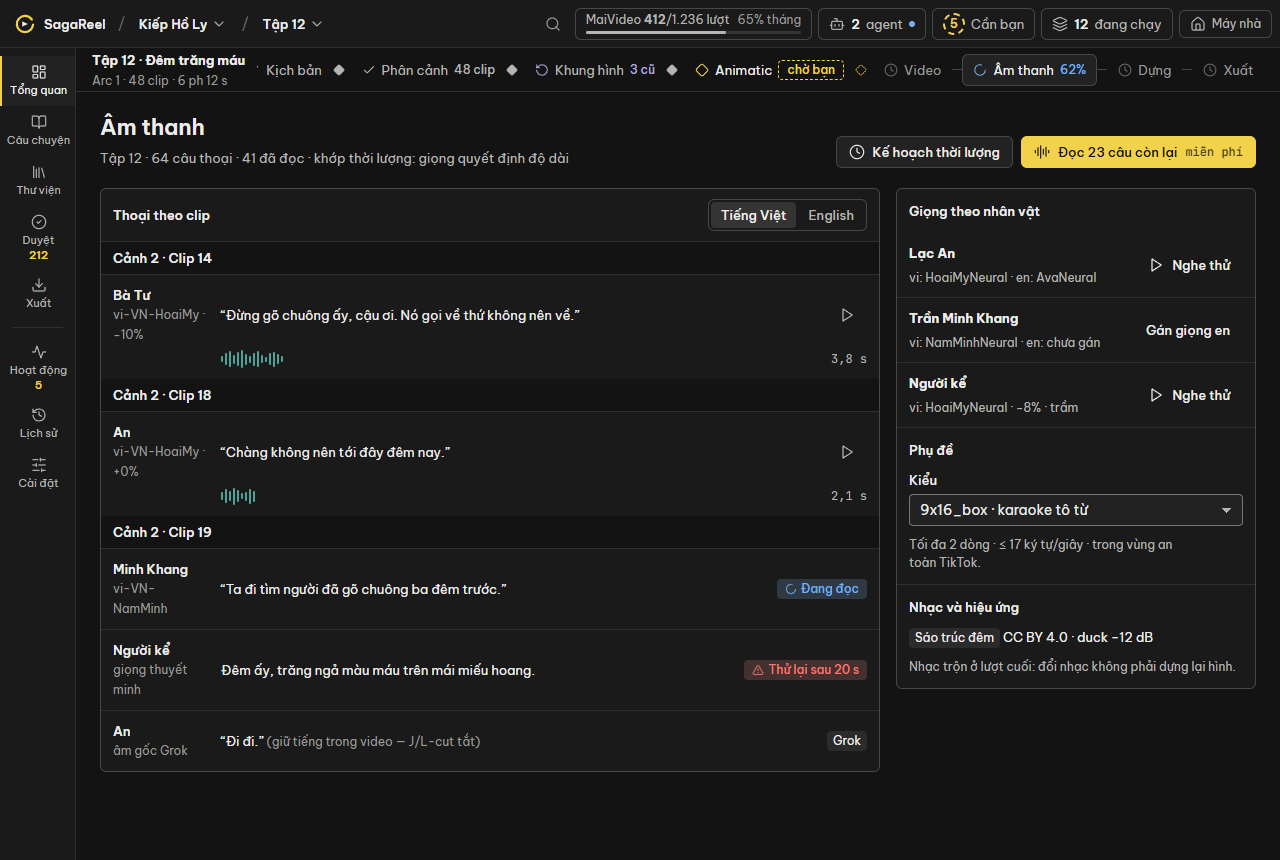 SagaReel / Kiếp Hồ Ly / Tập 12
MaiVideo 412/1.236 lượt 65% tháng
2 agent
5 Cần bạn
12 đang chạy
Máy nhà
Tổng quan
Câu chuyện
Thư viện
Duyệt
212
Xuất
Hoạt động
5
Lịch sử
Cài đặt
Tập 12 · Đêm trăng máu
Arc 1 · 48 clip · 6 ph 12 s
Kịch bản
Phân cảnh 48 clip
Khung hình 3 cũ
Animatic chờ bạn
Video
Âm thanh 62%
Dựng
Xuất
Âm thanh
Tập 12 · 64 câu thoại · 41 đã đọc · khớp thời lượng: giọng quyết định độ dài
Kế hoạch thời lượng
Đọc 23 câu còn lại miễn phí
Thoại theo clip
Tiếng Việt
English
Cảnh 2 · Clip 14
Bà Tư
vi-VN-HoaiMy ·
−10%
“Đừng gõ chuông ấy, cậu ơi. Nó gọi về thứ không nên về.”
3,8 s
Cảnh 2 · Clip 18
An
vi-VN-HoaiMy ·
+0%
“Chàng không nên tới đây đêm nay.”
2,1 s
Cảnh 2 · Clip 19
Minh Khang
vi-VN-
NamMinh
“Ta đi tìm người đã gõ chuông ba đêm trước.”
Đang đọc
Người kể
giọng thuyết
minh
Đêm ấy, trăng ngả màu máu trên mái miếu hoang.
Thử lại sau 20 s
An
âm gốc Grok
“Đi đi.” (giữ tiếng trong video — J/L-cut tắt)
Grok
Giọng theo nhân vật
Lạc An
vi: HoaiMyNeural · en: AvaNeural
Nghe thử
Trần Minh Khang
vi: NamMinhNeural · en: chưa gán
Gán giọng en
Người kể
vi: HoaiMyNeural · −8% · trầm
Nghe thử
Phụ đề
Kiểu
9x16_box · karaoke tô từ
Tối đa 2 dòng · ≤ 17 ký tự/giây · trong vùng an
toàn TikTok.
Nhạc và hiệu ứng
Sáo trúc đêm CC BY 4.0 · duck −12 dB
Nhạc trộn ở lượt cuối: đổi nhạc không phải dựng lại hình.